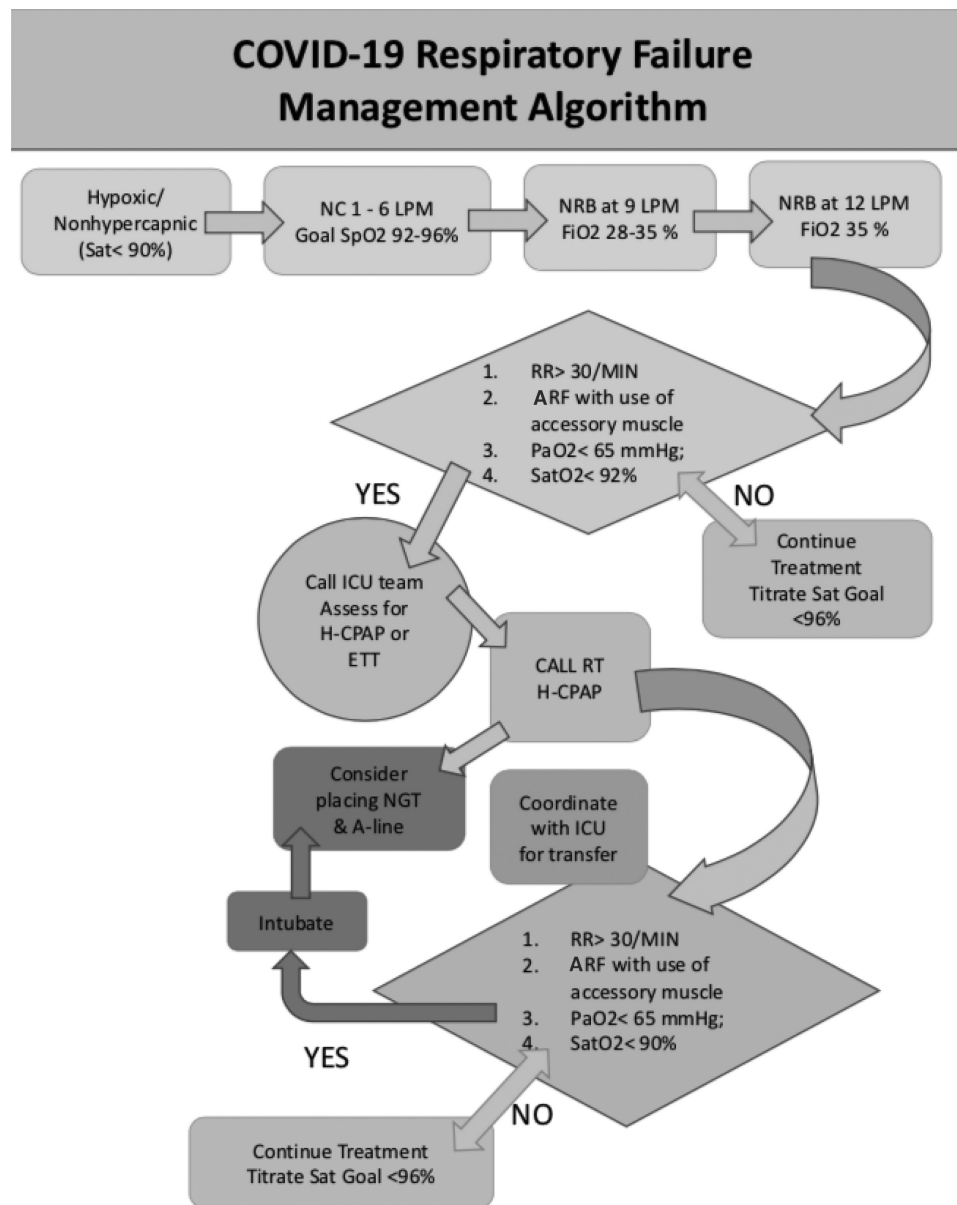 COVID-19 Respiratory Failure
Management Algorithm
Hypoxic/
Nonhypercapnic
(Sat< 90%)
NC 1 - 6 LPM
Goal SpO2 92-96%
NRB at 9 LPM
FiO2 28-35 %
NRB at 12 LPM
FiO2 35 %
1. RR> 30/MIN
2. ARF with use of
accessory muscle
3. PaO2< 65 mmHg;
4. SatO2< 92%
YES
NO
Continue
Treatment
Titrate Sat Goal
<96%
Call ICU team
Assess for
H-CPAP or
ETT
CALL RT
H-CPAP
Consider
placing NGT
& A-line
Coordinate
with ICU
for transfer
Intubate
1. RR> 30/MIN
2. ARF with use of
accessory muscle
3. PaO2< 65 mmHg;
4. SatO2< 90%
YES
NO
Continue Treatment
Titrate Sat Goal <96%